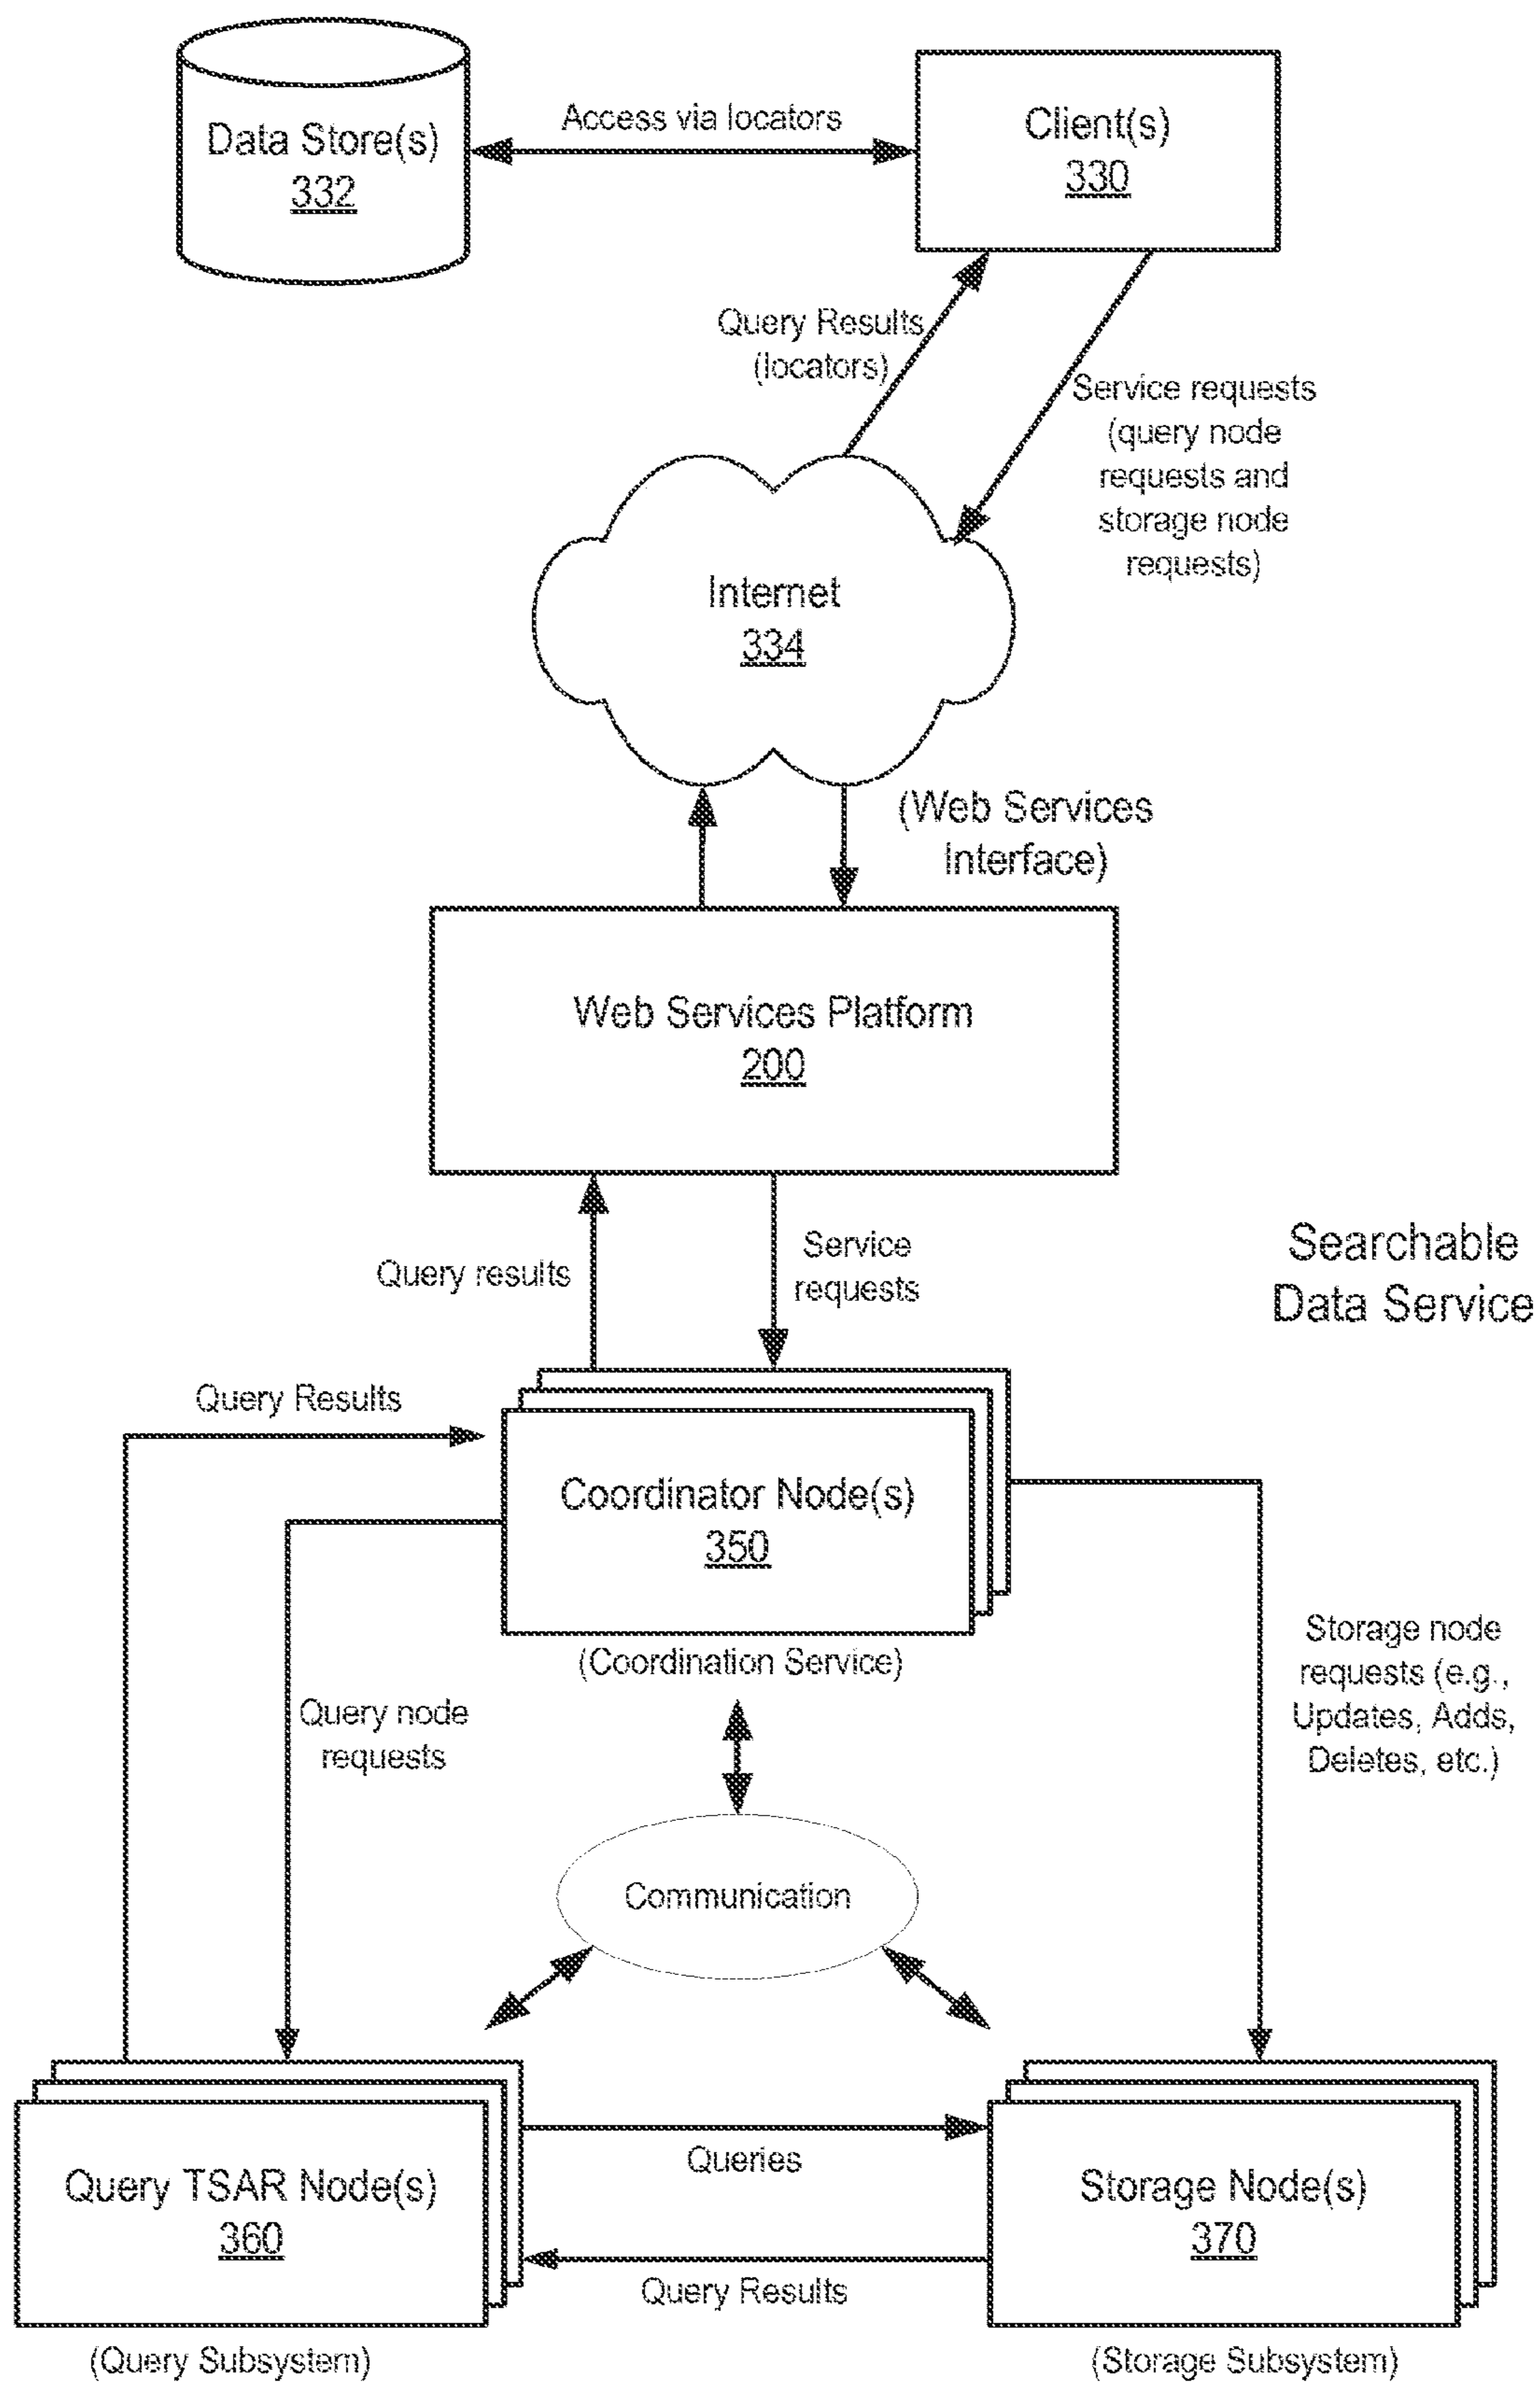 Data Store(s)
332
Access via locators
Client(s)
330
Query Results
(locators)
Service requests
(query node
requests and
storage node
requests)
Internet
334
(Web Services
Interface)
Web Services Platform
200
Query results
Service
requests
Searchable
Data Service
Query Results
Coordinator Node(s)
350
(Coordination Service)
Query node
requests
Storage node
requests (e.g.,
Updates, Adds,
Deletes, etc.)
Communication
Query TSAR Node(s)
360
Queries
Query Results
Storage Node(s)
370
(Query Subsystem)
(Storage Subsystem)